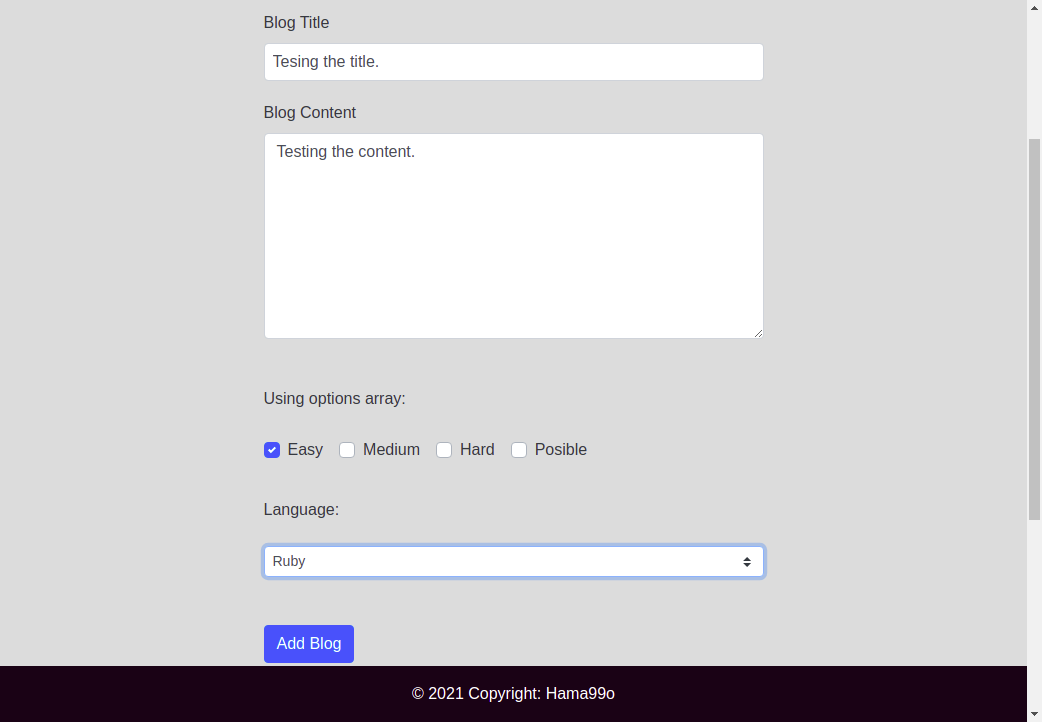 Blog Title
Tesing the title.
Blog Content
Testing the content.
Using options array:
Easy Medium Hard Posible
Language:
Ruby
Add Blog
© 2021 Copyright: Hama99o